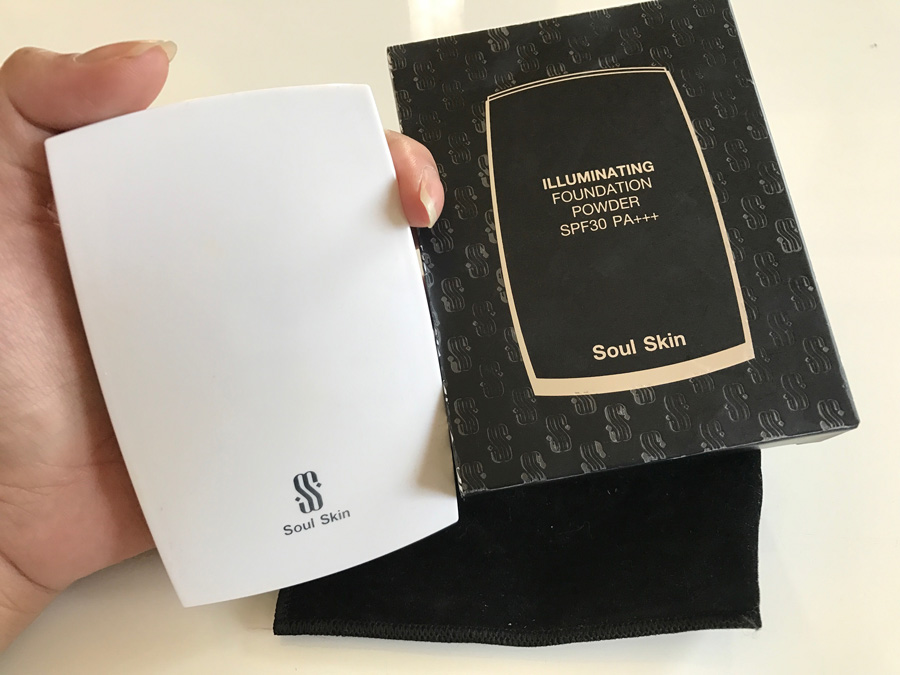 ILLUMINATING
FOUNDATION
POWDER
SPF30 PA+++
Soul Skin
Soul Skin